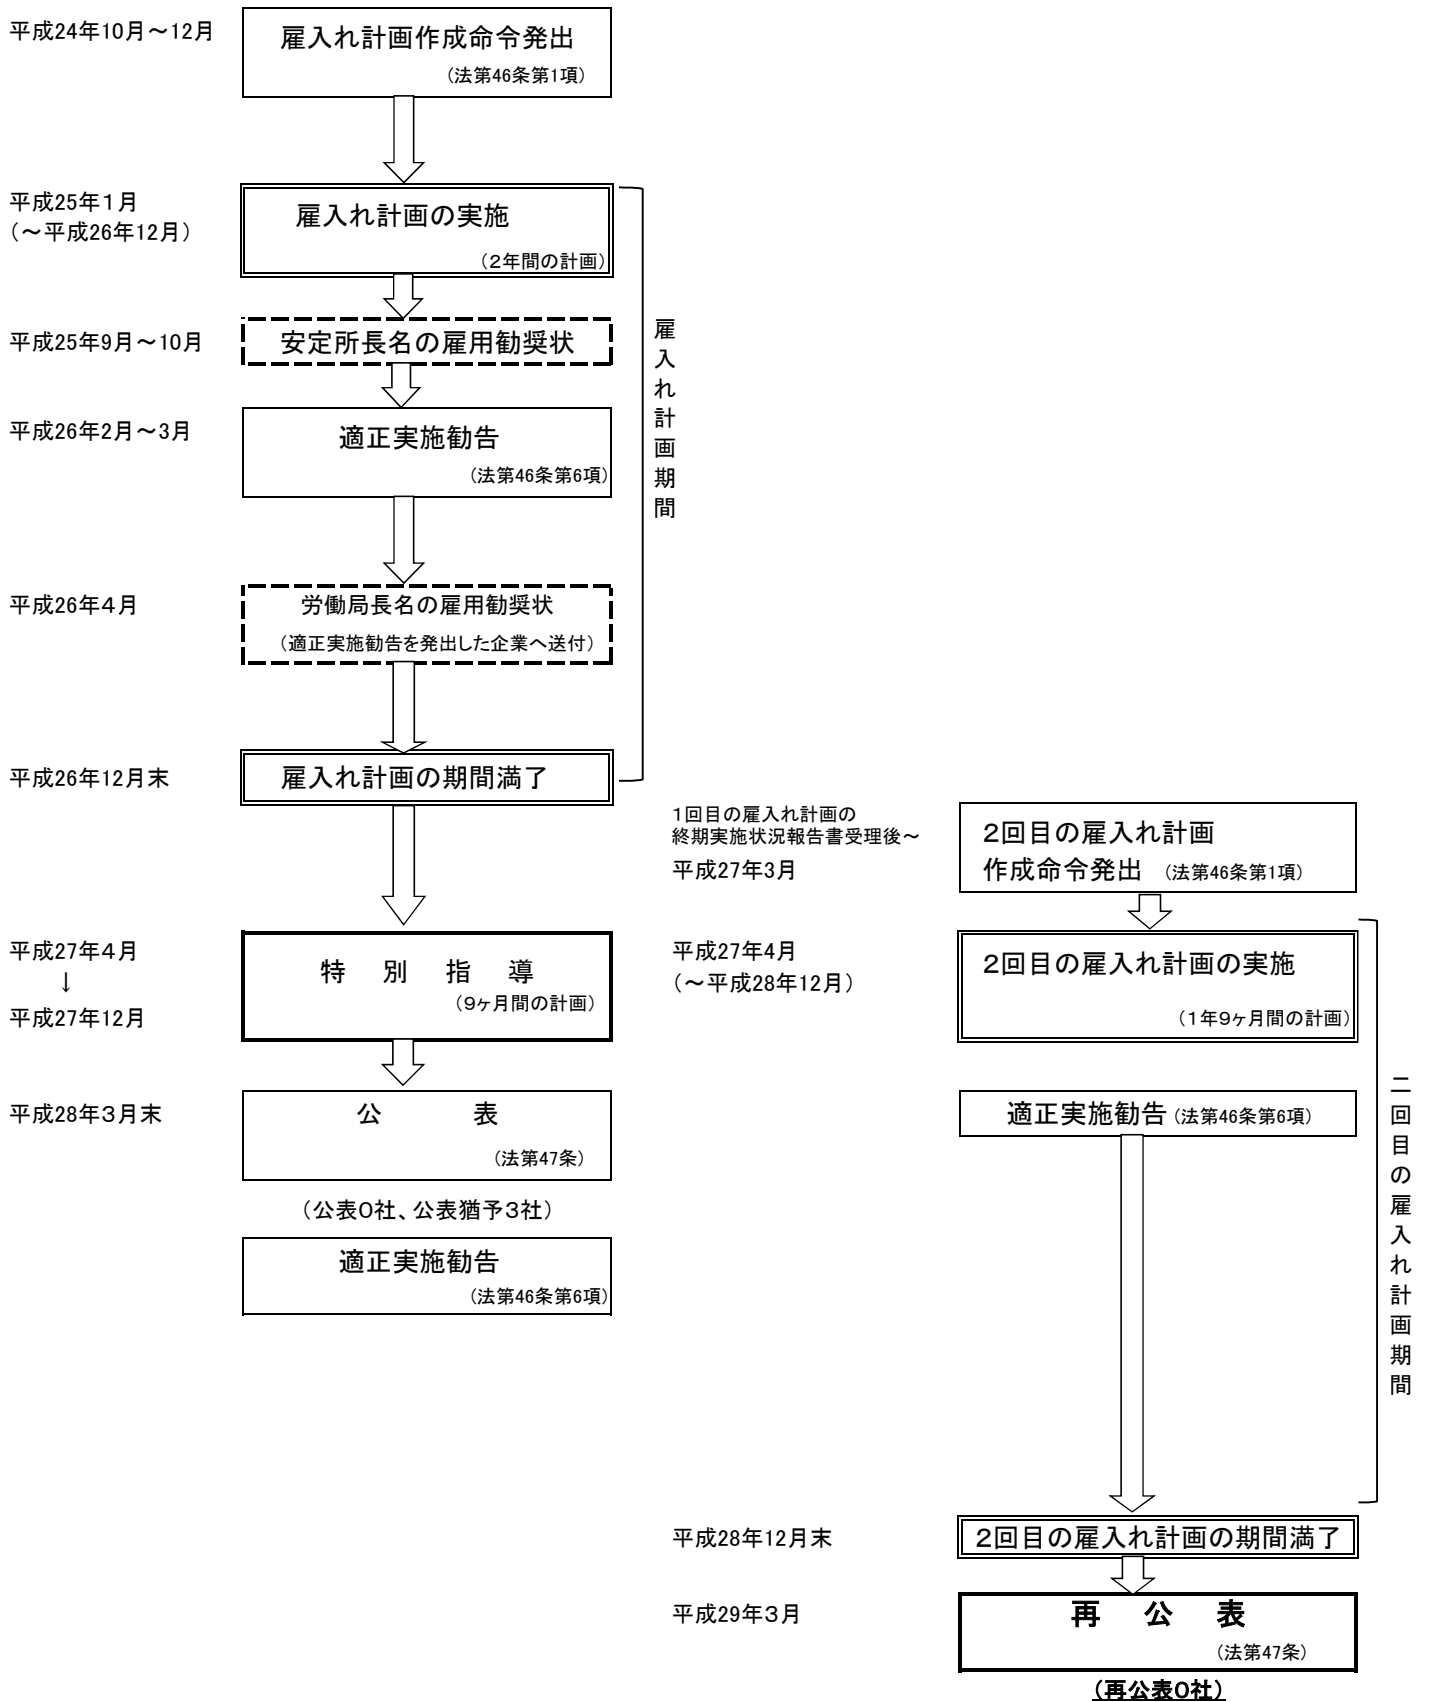 平成24年10月～12月
雇入れ計画作成命令発出
（法第46条第1項）
平成25年１月
（～平成26年12月）
雇入れ計画の実施
（２年間の計画）
平成25年9月～10月
安定所長名の雇用勧奨状
平成26年2月～3月
適正実施勧告
（法第46条第6項）
平成26年４月
労働局長名の雇用勧奨状
（適正実施勧告を発出した企業へ送付）
平成26年12月末
雇入れ計画の期間満了
雇入れ計画期間
平成27年４月
↓
平成27年12月
特別指導
（９ヶ月間の計画）
平成28年３月末
公表
（法第47条）
（公表０社、公表猶予３社）
適正実施勧告
（法第46条第6項）
１回目の雇入れ計画の
終期実施状況報告書受理後～
平成27年3月
２回目の雇入れ計画
作成命令発出 （法第46条第1項）
平成27年4月
（～平成28年12月）
２回目の雇入れ計画の実施
（１年９ヶ月間の計画）
適正実施勧告（法第46条第6項）
二回目の雇入れ計画期間
平成28年12月末
２回目の雇入れ計画の期間満了
平成29年３月
再公表
（法第47条）
（再公表０社）